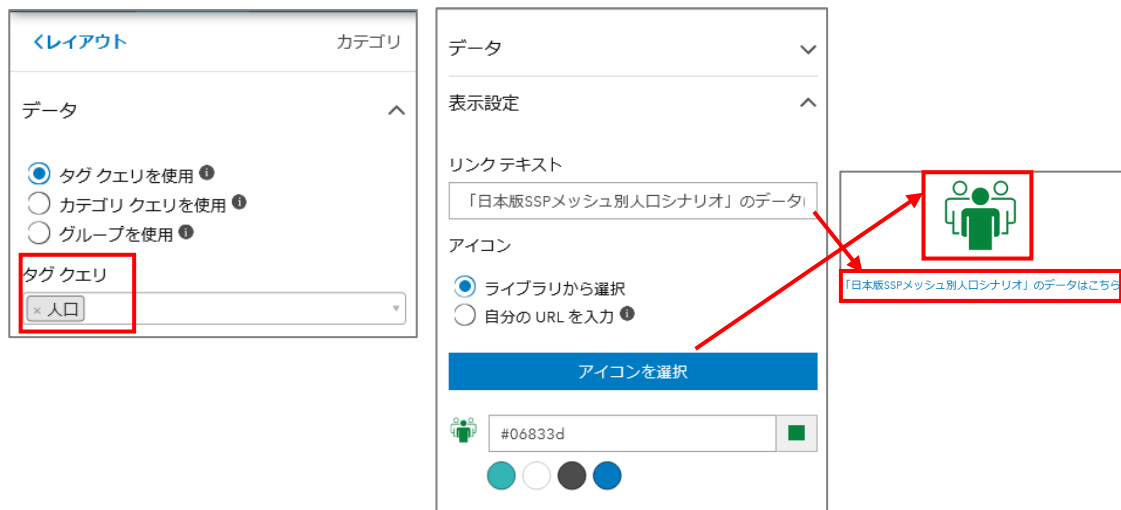 くレイアウト カテゴリ
データ
タグ クエリを使用
カテゴリ クエリを使用
グループを使用
タグ クエリ
× 人口
データ
表示設定
リンク テキスト
「日本版SSPメッシュ別人口シナリオ」のデータ
アイコン
ライブラリから選択
自分の URL を入力
アイコンを選択
#06833d
「日本版SSPメッシュ別人口シナリオ」のデータはこちら